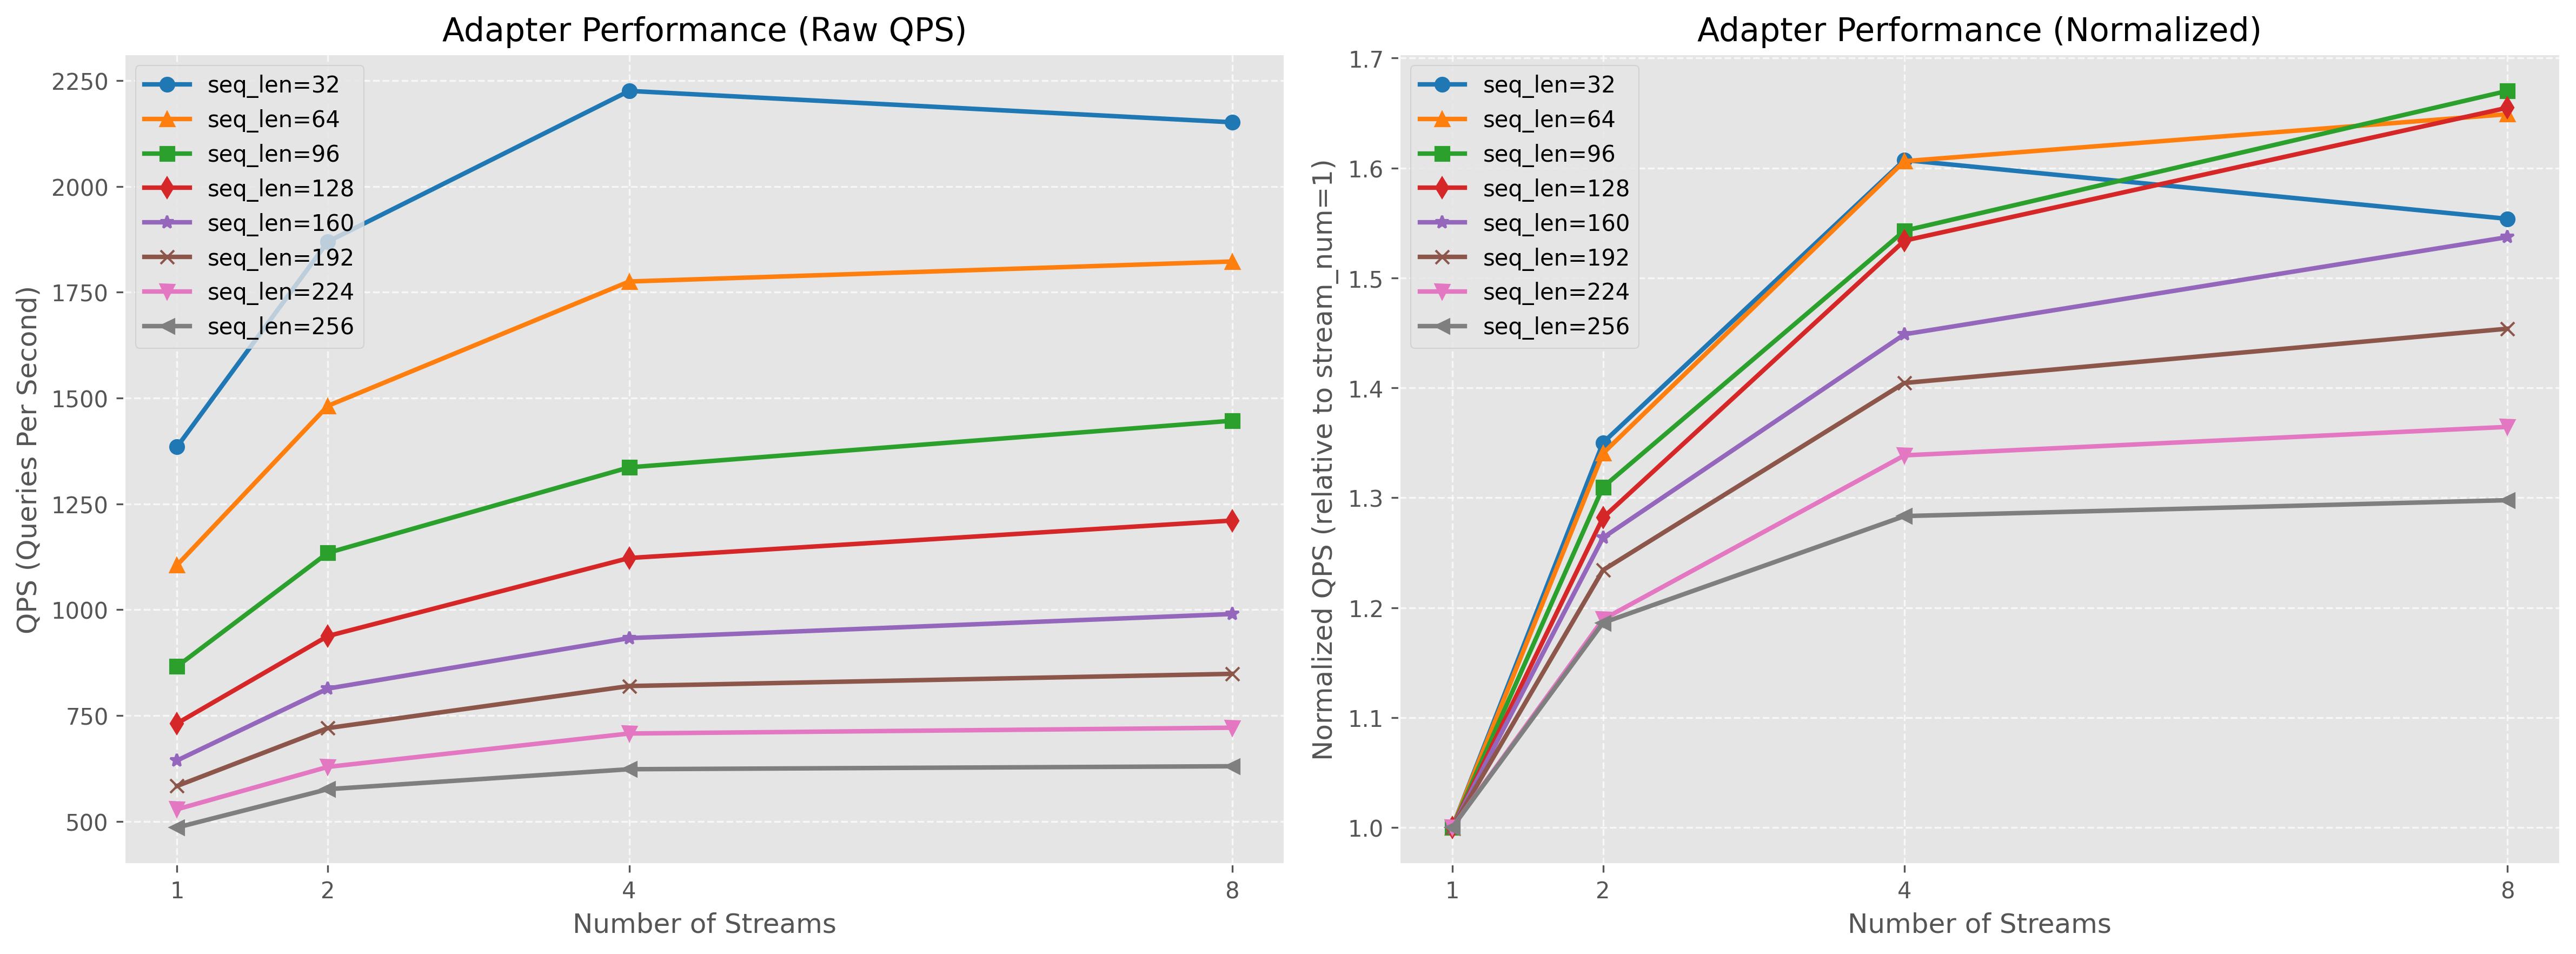 Adapter Performance (Raw QPS)
QPS (Queries Per Second)
2250
2000
1750
1500
1250
1000
750
500
seq_len=32
seq_len=64
seq_len=96
seq_len=128
seq_len=160
seq_len=192
seq_len=224
seq_len=256
1
2
4
8
Number of Streams
Adapter Performance (Normalized)
Normalized QPS (relative to stream_num=1)
1.7
1.6
1.5
1.4
1.3
1.2
1.1
1.0
seq_len=32
seq_len=64
seq_len=96
seq_len=128
seq_len=160
seq_len=192
seq_len=224
seq_len=256
1
2
4
8
Number of Streams